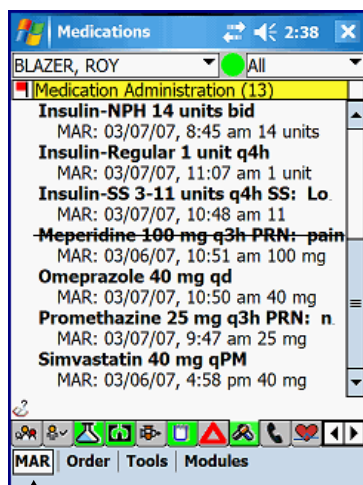 Medications 2:38
BLAZER, ROY All
Medication Administration (13)
Insulin-NPH 14 units bid
MAR: 03/07/07, 8:45 am 14 units
Insulin-Regular 1 unit q4h
MAR: 03/07/07, 11:07 am 1 unit
Insulin-SS 3-11 units q4h SS: Lo
MAR: 03/07/07, 10:48 am 11
Meperidine 100 mg q3h PRN: pain
MAR: 03/06/07, 10:51 am 100 mg
Omeprazole 40 mg qd
MAR: 03/07/07, 10:50 am 40 mg
Promethazine 25 mg q3h PRN: n
MAR: 03/07/07, 9:47 am 25 mg
Simvastatin 40 mg qPM
MAR: 03/06/07, 4:58 pm 40 mg
MAR Order Tools Modules